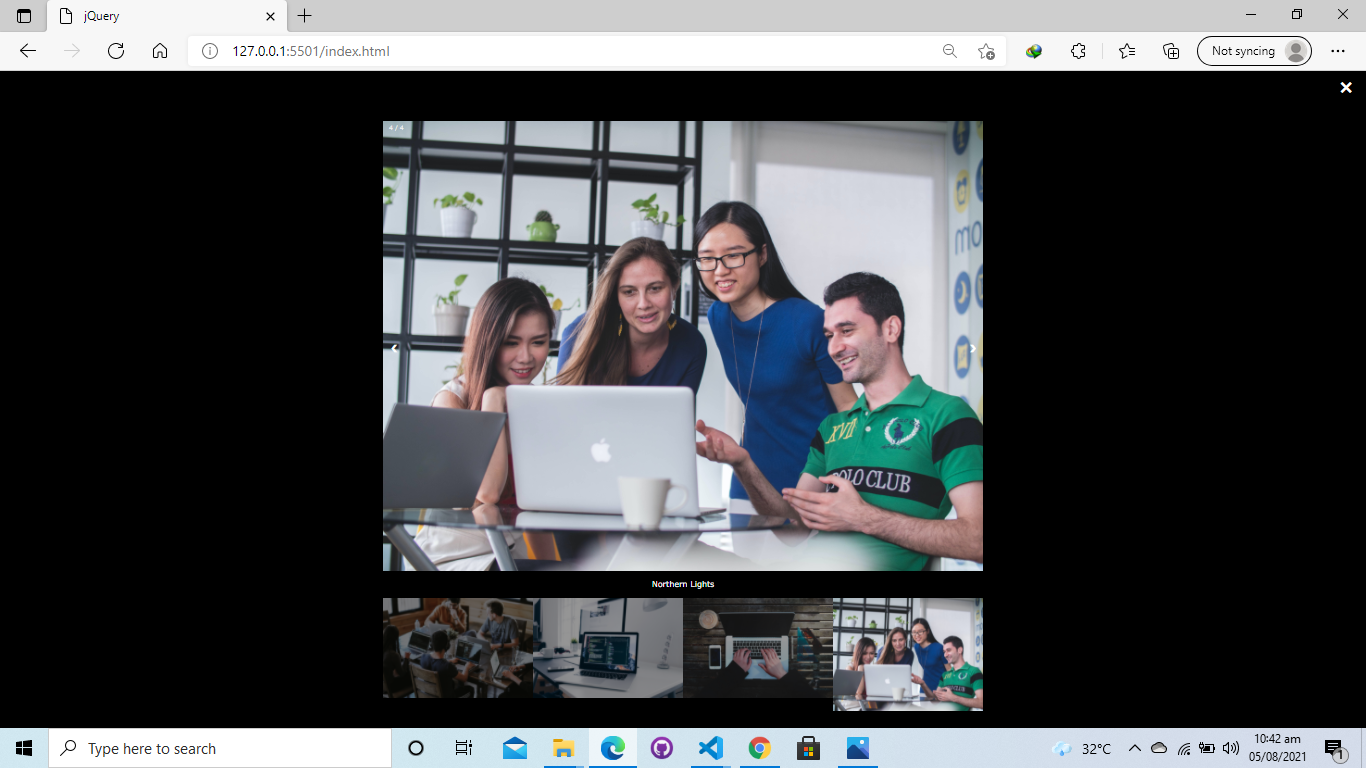 jQuery
127.0.0.1:5501/index.html
Not syncing
4 / 4
XVII
POLO CLUB
Northern Lights
Type here to search
32°C
10:42 am
05/08/2021
1